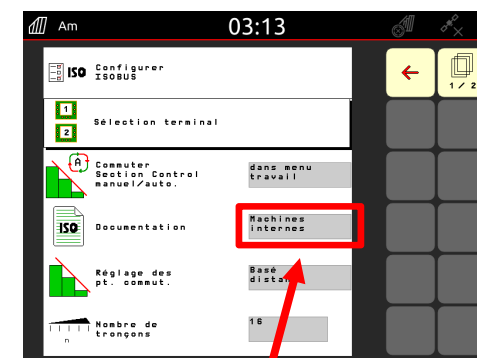 Am
03:13
ISO
Configurer
ISOBUS
1 / 2
1
2
Sélection terminal
A
Commuter
Section Control
manuel/auto.
dans menu
travail
ISO
Documentation
Machines
internes
Réglage des
pt. commut.
Basé
n
Nombre de
tronçons
16